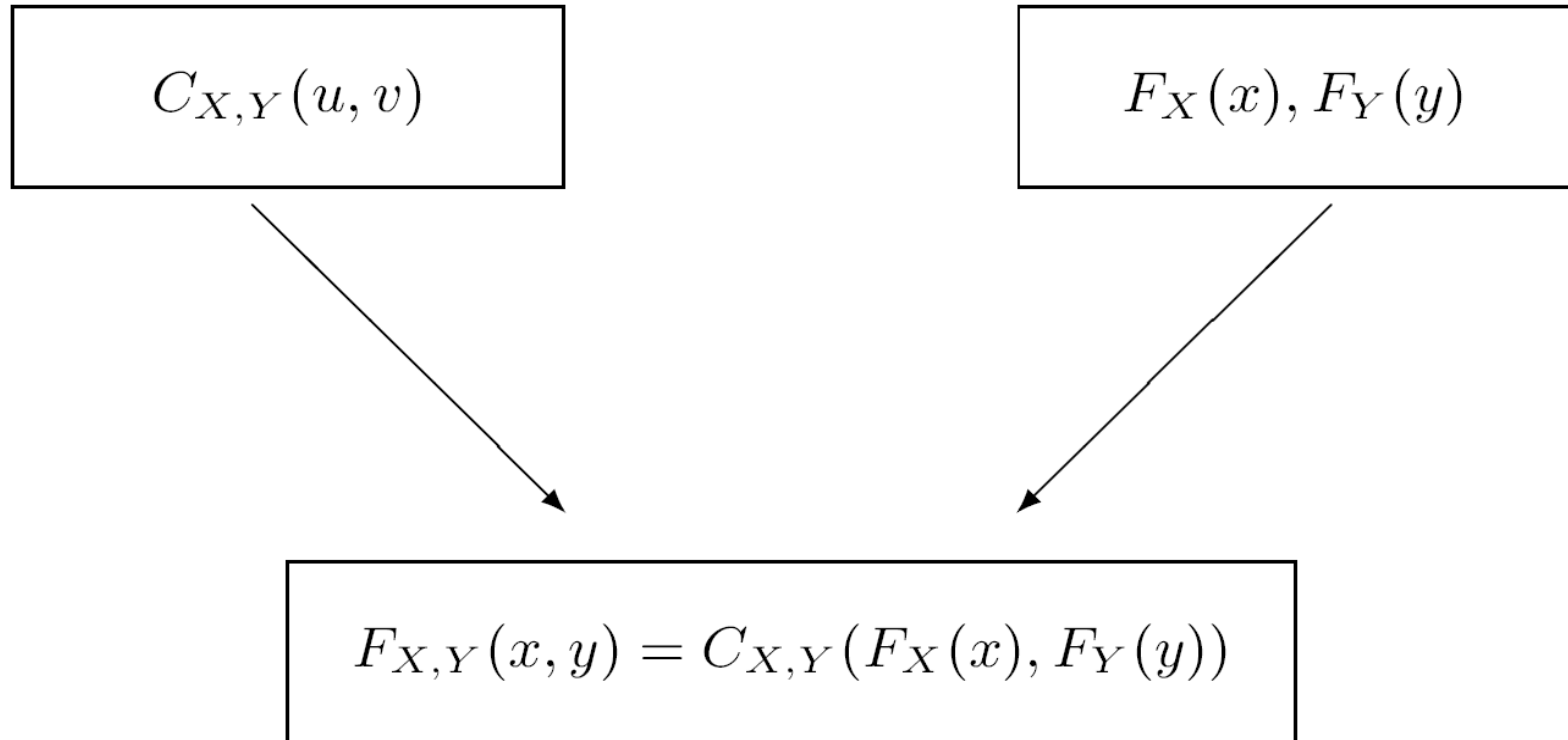 C_{X,Y}(u, v)
F_X(x), F_Y(y)
F_{X,Y}(x, y) = C_{X,Y}(F_X(x), F_Y(y))